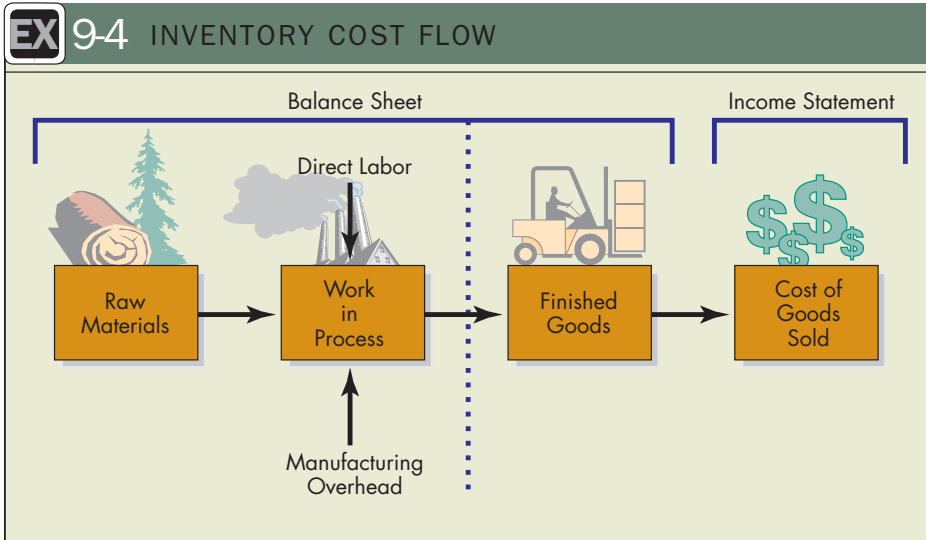 EX 9-4 INVENTORY COST FLOW
Balance Sheet
Income Statement
Direct Labor
Raw
Materials
Work
in
Process
Finished
Goods
Cost of
Goods
Sold
Manufacturing
Overhead